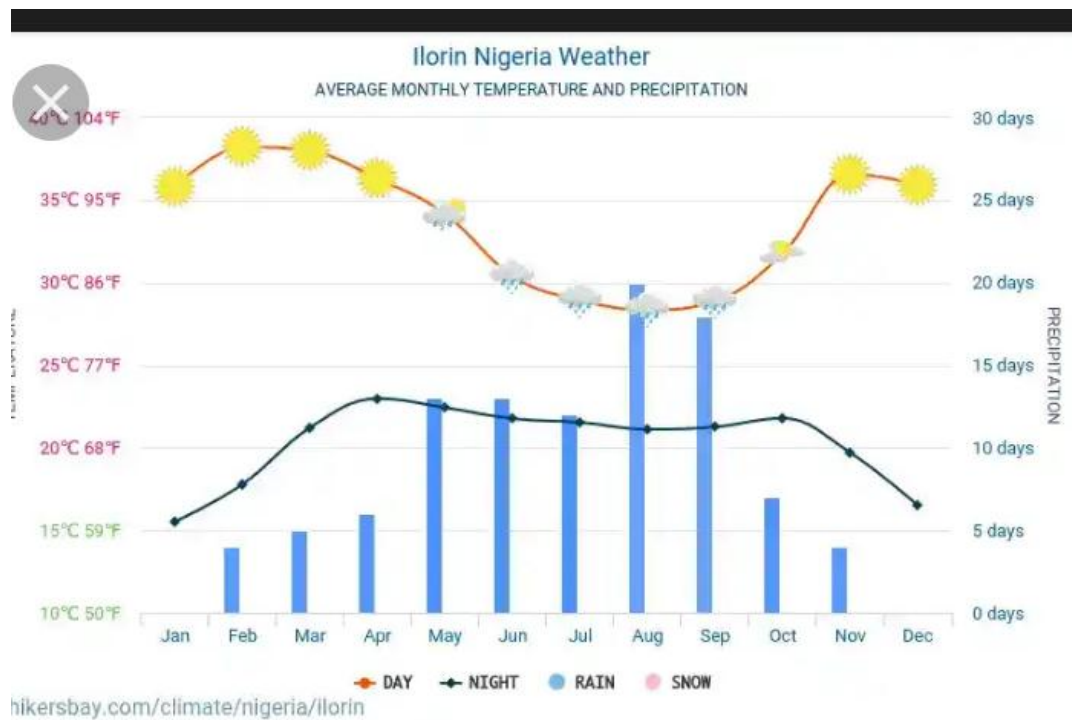 Ilorin Nigeria Weather
AVERAGE MONTHLY TEMPERATURE AND PRECIPITATION
40°C 104°F
30 days
35°C 95°F
25 days
30°C 86°F
20 days
25°C 77°F
15 days
20°C 68°F
10 days
15°C 59°F
5 days
10°C 50°F
0 days
PRECIPITATION
Jan Feb Mar Apr May Jun Jul Aug Sep Oct Nov Dec
DAY NIGHT RAIN SNOW
hikersbay.com/climate/nigeria/ilorin